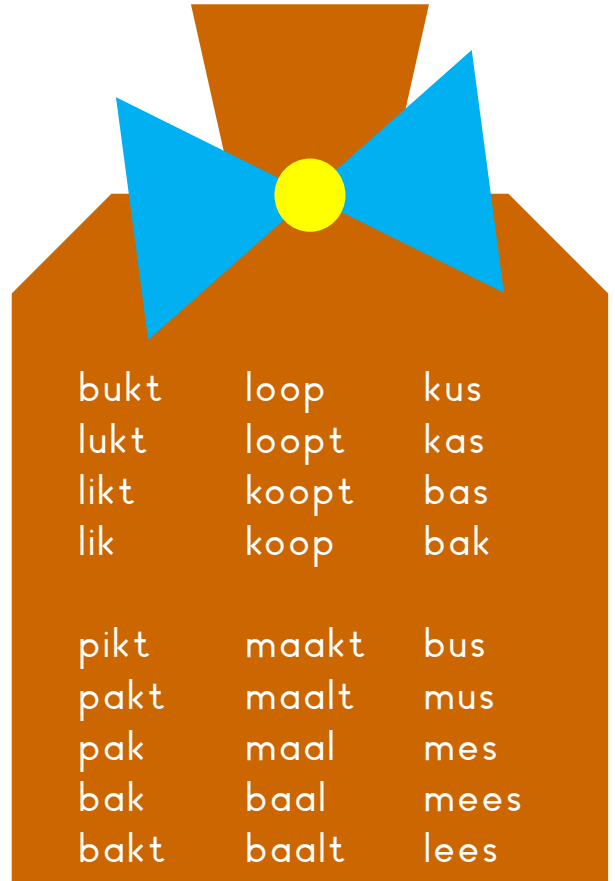 bukt loop kus
lukt loopt kas
likt koopt bas
lik koop bak
pikt maakt bus
pakt maalt mus
pak maal mes
bak baal mees
bakt baalt lees